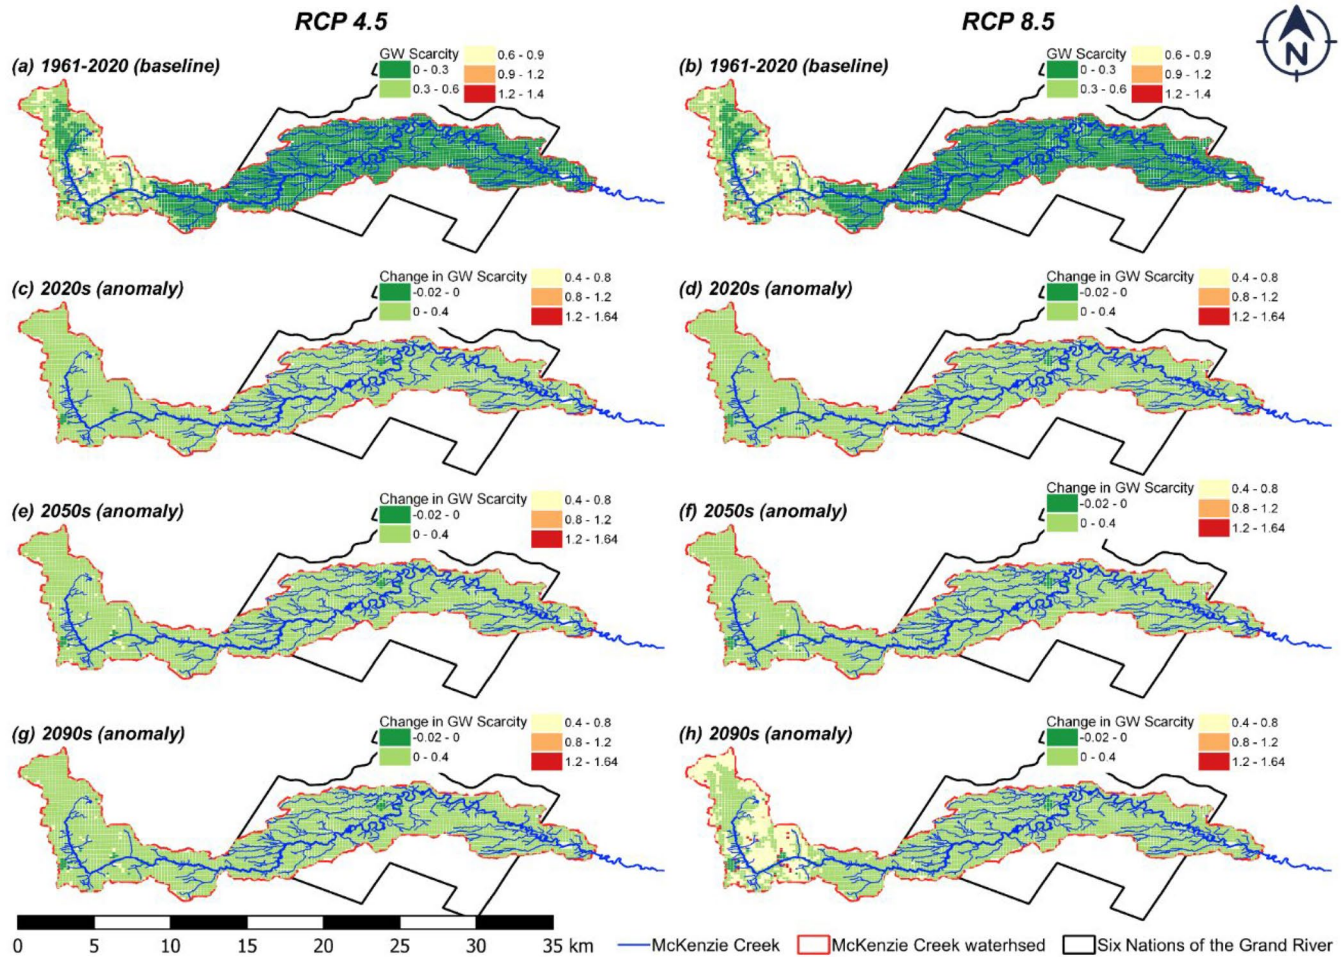 RCP 4.5
RCP 8.5
N
(a) 1961-2020 (baseline)
GW Scarcity
0 - 0.3
0.3 - 0.6
0.6 - 0.9
0.9 - 1.2
1.2 - 1.4
(b) 1961-2020 (baseline)
GW Scarcity
0 - 0.3
0.3 - 0.6
0.6 - 0.9
0.9 - 1.2
1.2 - 1.4
(c) 2020s (anomaly)
Change in GW Scarcity
-0.02 - 0
0 - 0.4
0.4 - 0.8
0.8 - 1.2
1.2 - 1.64
(d) 2020s (anomaly)
Change in GW Scarcity
-0.02 - 0
0 - 0.4
0.4 - 0.8
0.8 - 1.2
1.2 - 1.64
(e) 2050s (anomaly)
Change in GW Scarcity
-0.02 - 0
0 - 0.4
0.4 - 0.8
0.8 - 1.2
1.2 - 1.64
(f) 2050s (anomaly)
Change in GW Scarcity
-0.02 - 0
0 - 0.4
0.4 - 0.8
0.8 - 1.2
1.2 - 1.64
(g) 2090s (anomaly)
Change in GW Scarcity
-0.02 - 0
0 - 0.4
0.4 - 0.8
0.8 - 1.2
1.2 - 1.64
(h) 2090s (anomaly)
Change in GW Scarcity
-0.02 - 0
0 - 0.4
0.4 - 0.8
0.8 - 1.2
1.2 - 1.64
0 5 10 15 20 25 30 35 km
McKenzie Creek
McKenzie Creek waterhsed
Six Nations of the Grand River